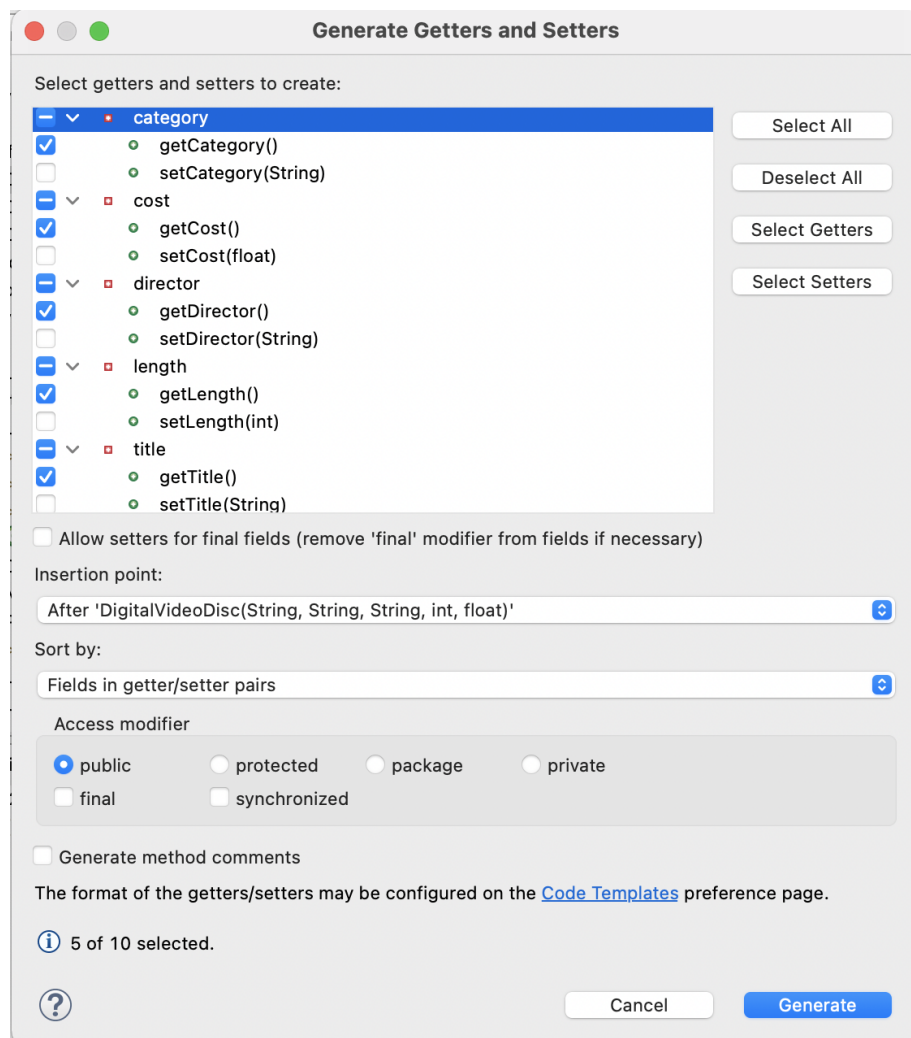 Generate Getters and Setters
Select getters and setters to create:
category
getCategory()
setCategory(String)
cost
getCost()
setCost(float)
director
getDirector()
setDirector(String)
length
getLength()
setLength(int)
title
getTitle()
setTitle(String)
Select All
Deselect All
Select Getters
Select Setters
Allow setters for final fields (remove 'final' modifier from fields if necessary)
Insertion point:
After 'DigitalVideoDisc(String, String, String, int, float)'
Sort by:
Fields in getter/setter pairs
Access modifier
public protected package private
final synchronized
Generate method comments
The format of the getters/setters may be configured on the Code Templates preference page.
5 of 10 selected.
Cancel Generate